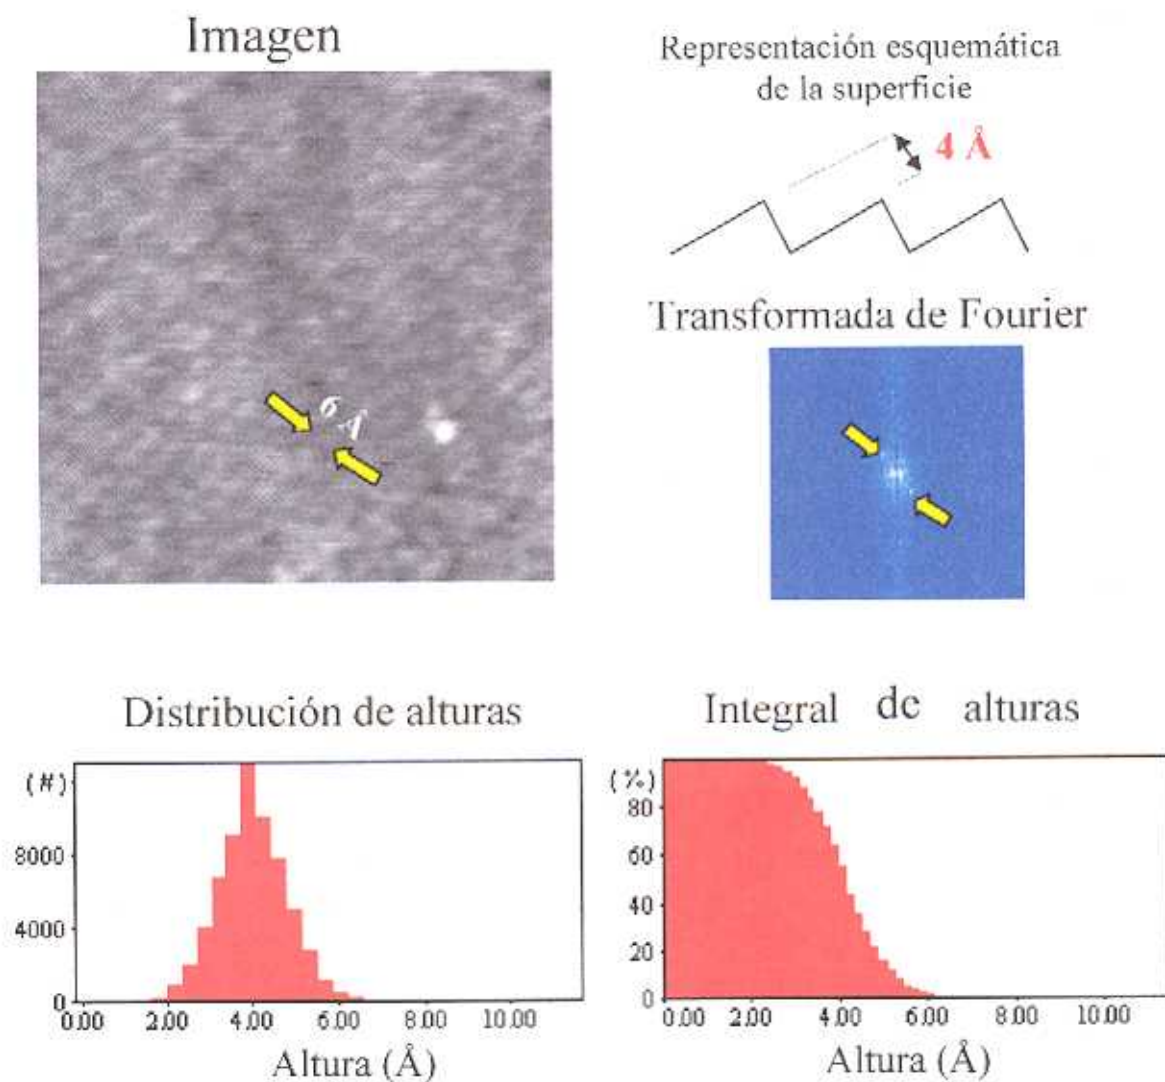 Imagen
Representación esquemática
de la superficie
4 Å
Transformada de Fourier
6 Å
Distribución de alturas
(#)
8000
4000
0
0.00 2.00 4.00 6.00 8.00 10.00
Altura (Å)
Integral de alturas
(%)
80
60
40
20
0
0.00 2.00 4.00 6.00 8.00 10.00
Altura (Å)